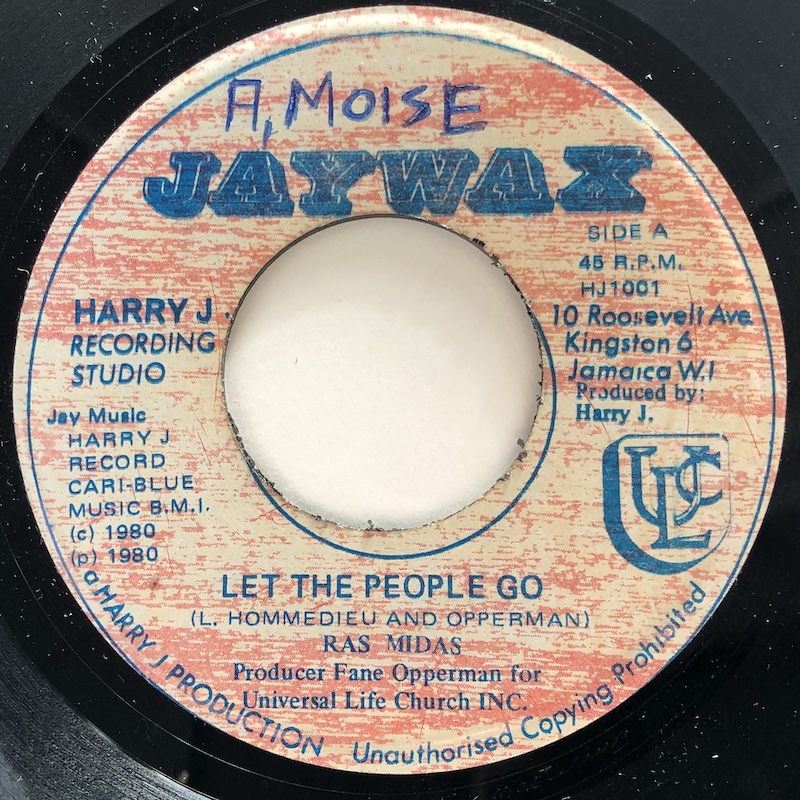 A, MOISE
JAYWAX
SIDE A
45 R.P.M.
HJ1001
HARRY J.
RECORDING
STUDIO
10 Roosevelt Ave
Kingston 6
Jamaica W.I
Produced by:
Harry J.
Jay Music
HARRY J
RECORD
CARI-BLUE
MUSIC B.M.I.
(c) 1980
(p) 1980
ULC
LET THE PEOPLE GO
(L. HOMMEDIEU AND OPPERMAN)
RAS MIDAS
Producer Fane Opperman for
Universal Life Church INC.
a HARRY J PRODUCTION
Unauthorised Copying Prohibited